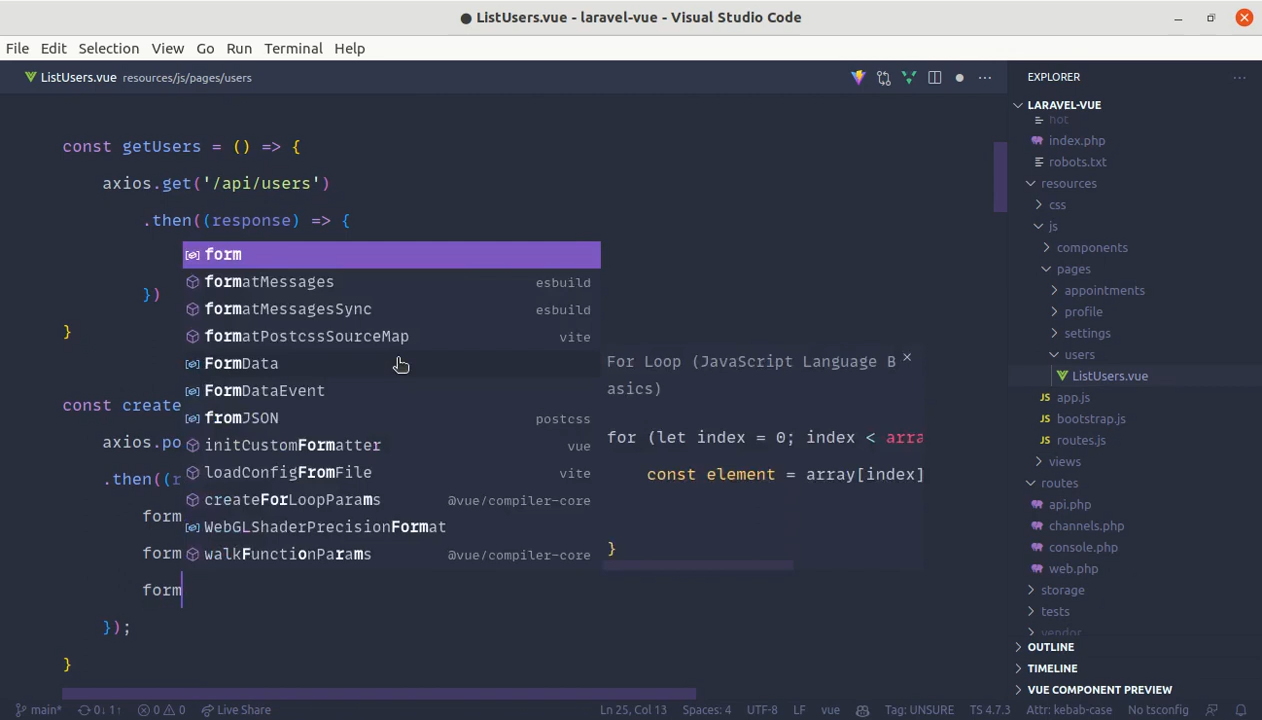 ● ListUsers.vue - laravel-vue - Visual Studio Code
File Edit Selection View Go Run Terminal Help
ListUsers.vue resources/js/pages/users
const getUsers = () => {
axios.get('/api/users')
.then((response) => {
})
}
const create
axios.po
.then((r
form
form
form
});
}
form
formatMessages esbuild
formatMessagesSync esbuild
formatPostcssSourceMap vite
FormData
FormDataEvent
fromJSON postcss
initCustomFormatter vue
loadConfigFromFile vite
createForLoopParams @vue/compiler-core
WebGLShaderPrecisionFormat
walkFunctionParams @vue/compiler-core
For Loop (JavaScript Language B
asics)
for (let index = 0; index < arra
const element = array[index]
}
EXPLORER
LARAVEL-VUE
hot
index.php
robots.txt
resources
css
js
components
pages
appointments
profile
settings
users
ListUsers.vue
app.js
bootstrap.js
routes.js
views
routes
api.php
channels.php
console.php
web.php
storage
tests
vendor
OUTLINE
TIMELINE
VUE COMPONENT PREVIEW
main* 0↓ 1↑ 0 0 Live Share Ln 25, Col 13 Spaces: 4 UTF-8 LF vue Tag: UNSURE TS 4.7.3 Attr: kebab-case No tsconfig